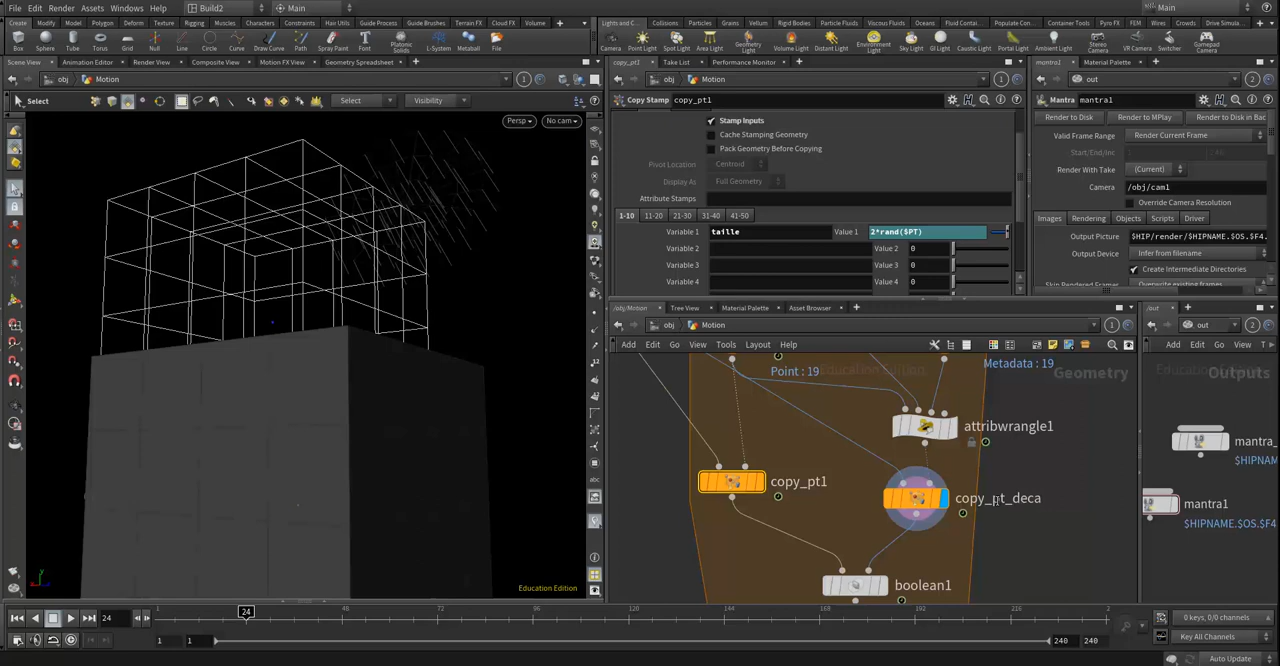 File Edit Render Assets Windows Help Build2 Main Main
Create Modify Model Polygon Deform Texture Rigging Muscles Characters Constraints Hair Utils Guide Process Guide Brushes Terrain FX Cloud FX Volume
Box Sphere Tube Torus Grid Null Line Circle Curve Draw Curve Path Spray Paint Font Platonic Solids L-System Metaball File
Lights and C... Collisions Particles Grains Vellum Rigid Bodies Particle Fluids Viscous Fluids Oceans Fluid Contai... Populate Con... Container Tools Pyro FX FEM Wires Crowds Drive Simula...
Camera Point Light Spot Light Area Light Geometry Light Volume Light Distant Light Environment Light Sky Light GI Light Caustic Light Portal Light Ambient Light Stereo Camera VR Camera Switcher Gamepad Camera
Scene View Animation Editor Render View Composite View Motion FX View Geometry Spreadsheet
obj Motion
Select Select Visibility
Persp No cam
Education Edition
copy_pt1 Take List Performance Monitor
obj Motion
Copy Stamp copy_pt1
Stamp Inputs
Cache Stamping Geometry
Pack Geometry Before Copying
Pivot Location Centroid
Display As Full Geometry
Attribute Stamps
1-10 11-20 21-30 31-40 41-50
Variable 1 taille Value 1 2*rand($PT)
Variable 2 Value 2 0
Variable 3 Value 3 0
Variable 4 Value 4 0
mantra1 Material Palette
out
Mantra mantra1
Render to Disk Render to MPlay Render to Disk in Bac
Valid Frame Range Render Current Frame
Start/End/Inc
Render With Take (Current)
Camera /obj/cam1
Override Camera Resolution
Images Rendering Objects Scripts Driver
Output Picture $HIP/render/$HIPNAME.$OS.$F4.
Output Device Infer from filename
Create Intermediate Directories
Skip Rendered Frames Overwrite existing frames
/obj/Motion Tree View Material Palette Asset Browser
obj Motion
Add Edit Go View Tools Layout Help
Point : 19
Education Edition
Metadata : 19
Geometry
attribwrangle1
copy_pt1
copy_pt_deca
boolean1
/out
out
Add Edit Go View T
Outputs
mantra_
$HIPNAME.$OS
mantra1
$HIPNAME.$OS.$F4
24 1 24 48 72 96 120 144 168 192 216 2
1 1 240 240
0 keys, 0/0 channels
Key All Channels
Auto Update